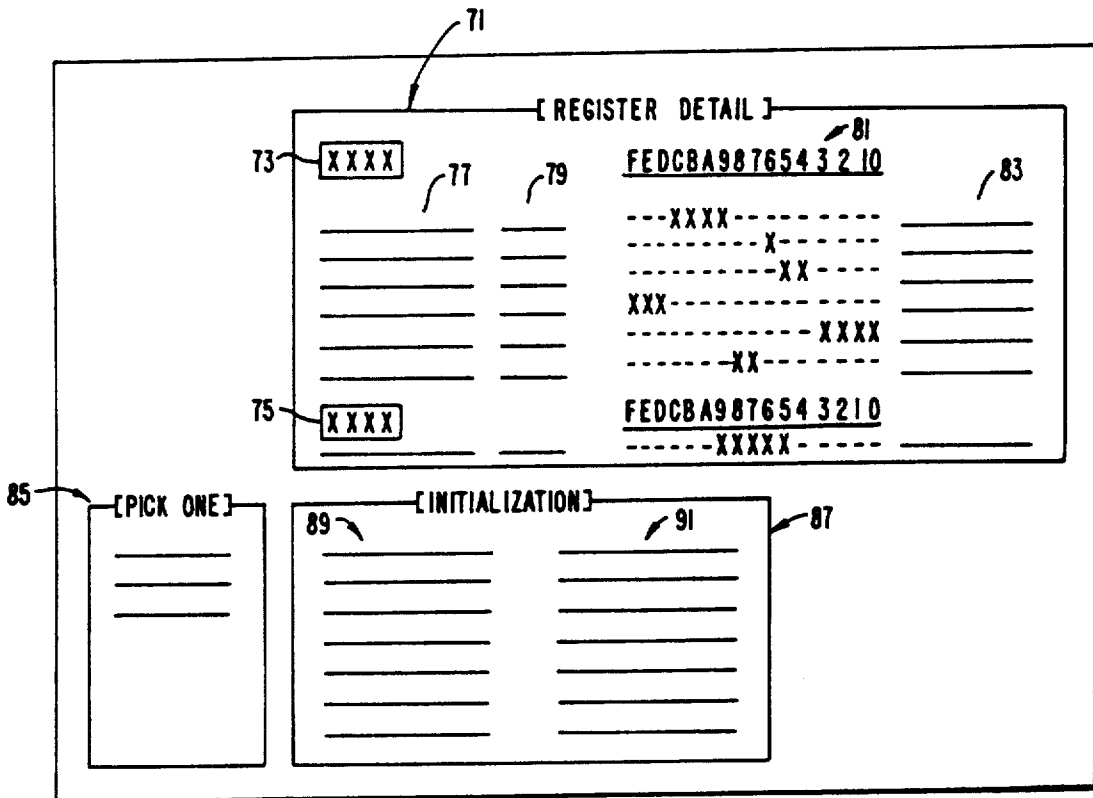 71
[REGISTER DETAIL]
73 XXXX 77 79 FEDCBA9876543210 81 83
---XXXX---------
---------X------
----------XX----
XXX-------------
------------XXXX
-------XX-------
75 XXXX FEDCBA9876543210
------XXXXX-----
85 [PICK ONE] [INITIALIZATION] 87
89 91